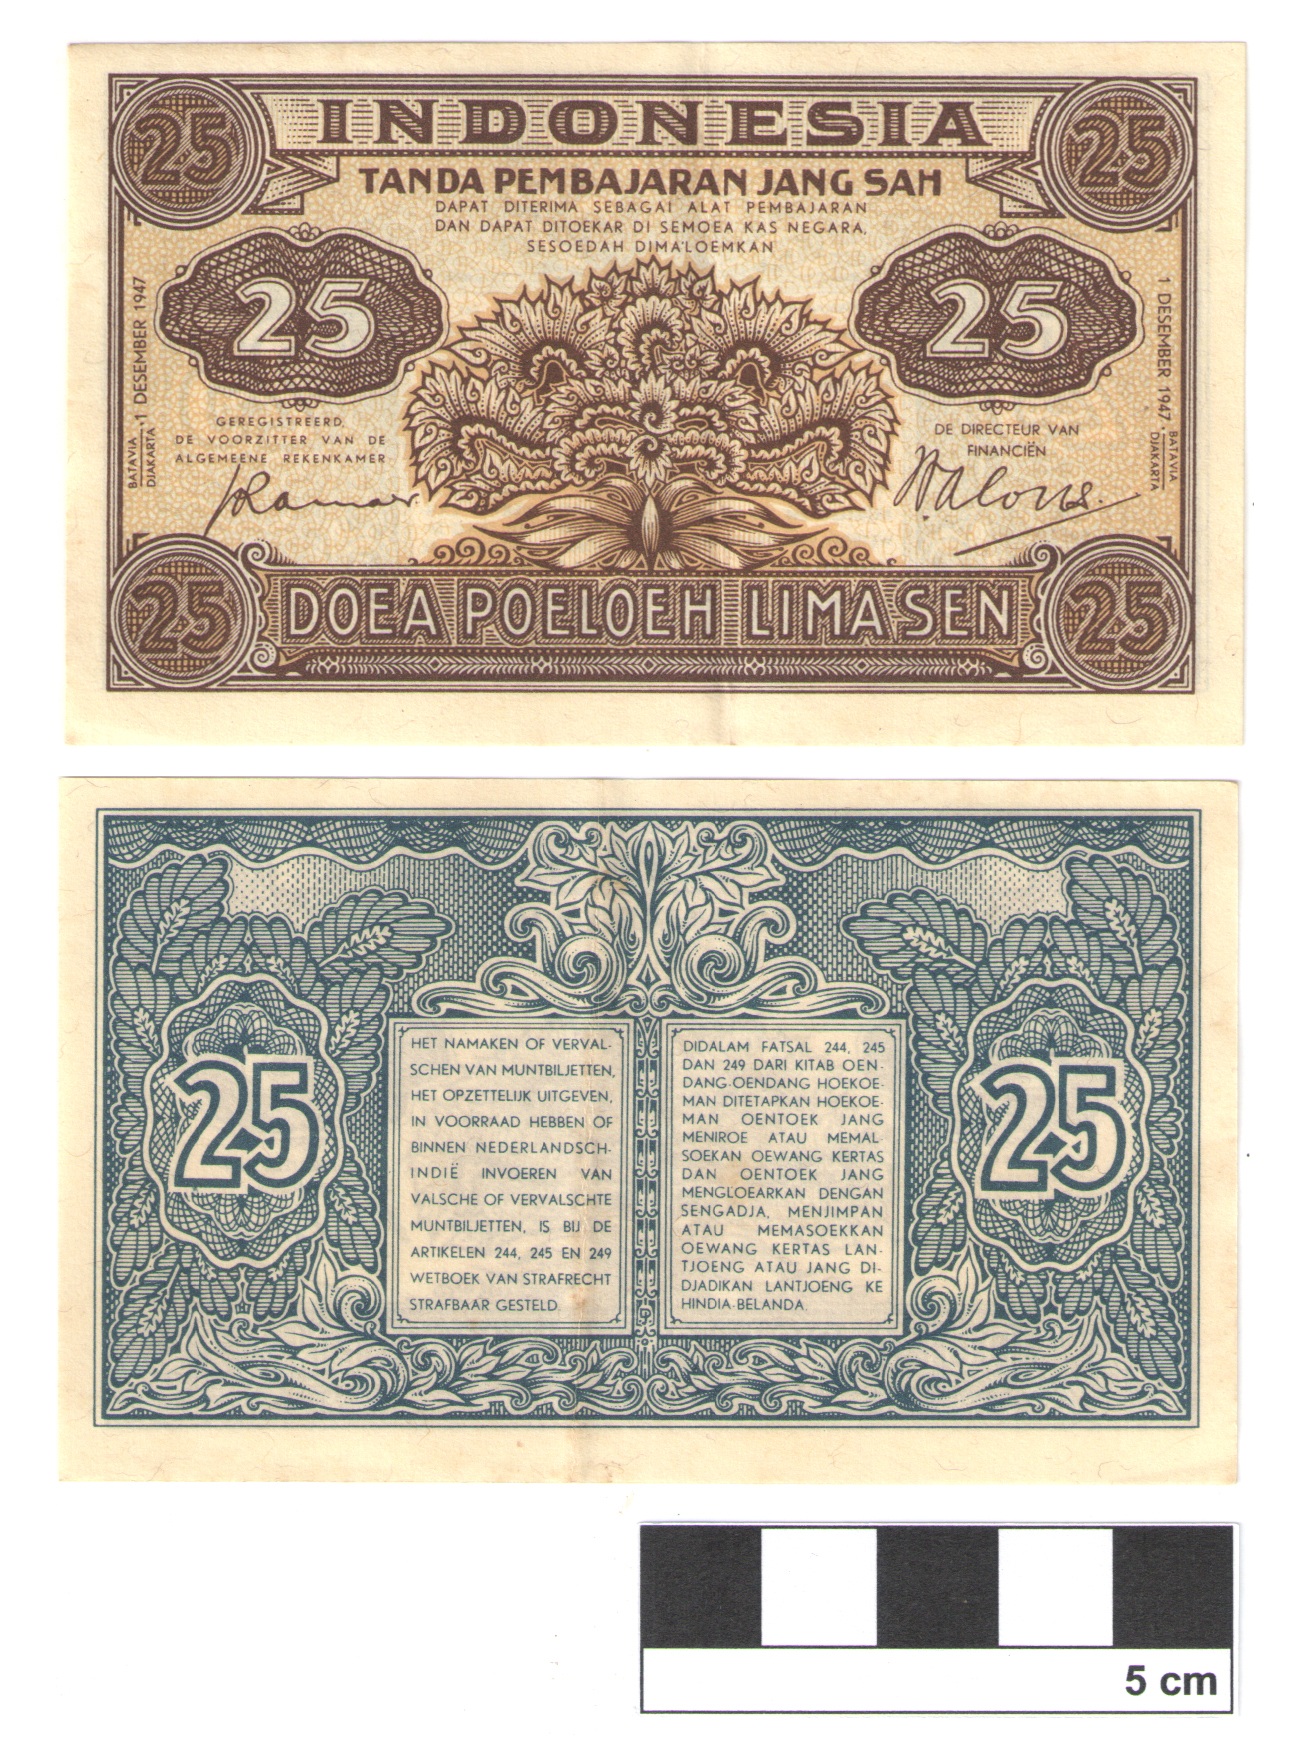 25 INDONESIA 25
TANDA PEMBAJARAN JANG SAH
DAPAT DITERIMA SEBAGAI ALAT PEMBAJARAN
DAN DAPAT DITOEKAR DI SEMOEA KAS NEGARA,
SESOEDAH DIMA'LOEMKAN
25 25
BATAVIA
DJAKARTA, 1 DESEMBER 1947
1 DESEMBER 1947, BATAVIA
DJAKARTA
GEREGISTREERD,
DE VOORZITTER VAN DE
ALGEMEENE REKENKAMER
DE DIRECTEUR VAN
FINANCIËN
25 DOEA POELOEH LIMA SEN 25
25
HET NAMAKEN OF VERVAL-
SCHEN VAN MUNTBILJETTEN,
HET OPZETTELIJK UITGEVEN,
IN VOORRAAD HEBBEN OF
BINNEN NEDERLANDSCH-
INDIË INVOEREN VAN
VALSCHE OF VERVALSCHTE
MUNTBILJETTEN, IS BIJ DE
ARTIKELEN 244, 245 EN 249
WETBOEK VAN STRAFRECHT
STRAFBAAR GESTELD.
DIDALAM FATSAL 244, 245
DAN 249 DARI KITAB OEN-
DANG-OENDANG HOEKOE-
MAN DITETAPKAN HOEKOE-
MAN OENTOEK JANG
MENIROE ATAU MEMAL-
SOEKAN OEWANG KERTAS
DAN OENTOEK JANG
MENGLOEARKAN DENGAN
SENGADJA, MENJIMPAN
ATAU MEMASOEKKAN
OEWANG KERTAS LAN-
TJOENG ATAU JANG DI-
DJADIKAN LANTJOENG KE
HINDIA-BELANDA.
25
5 cm